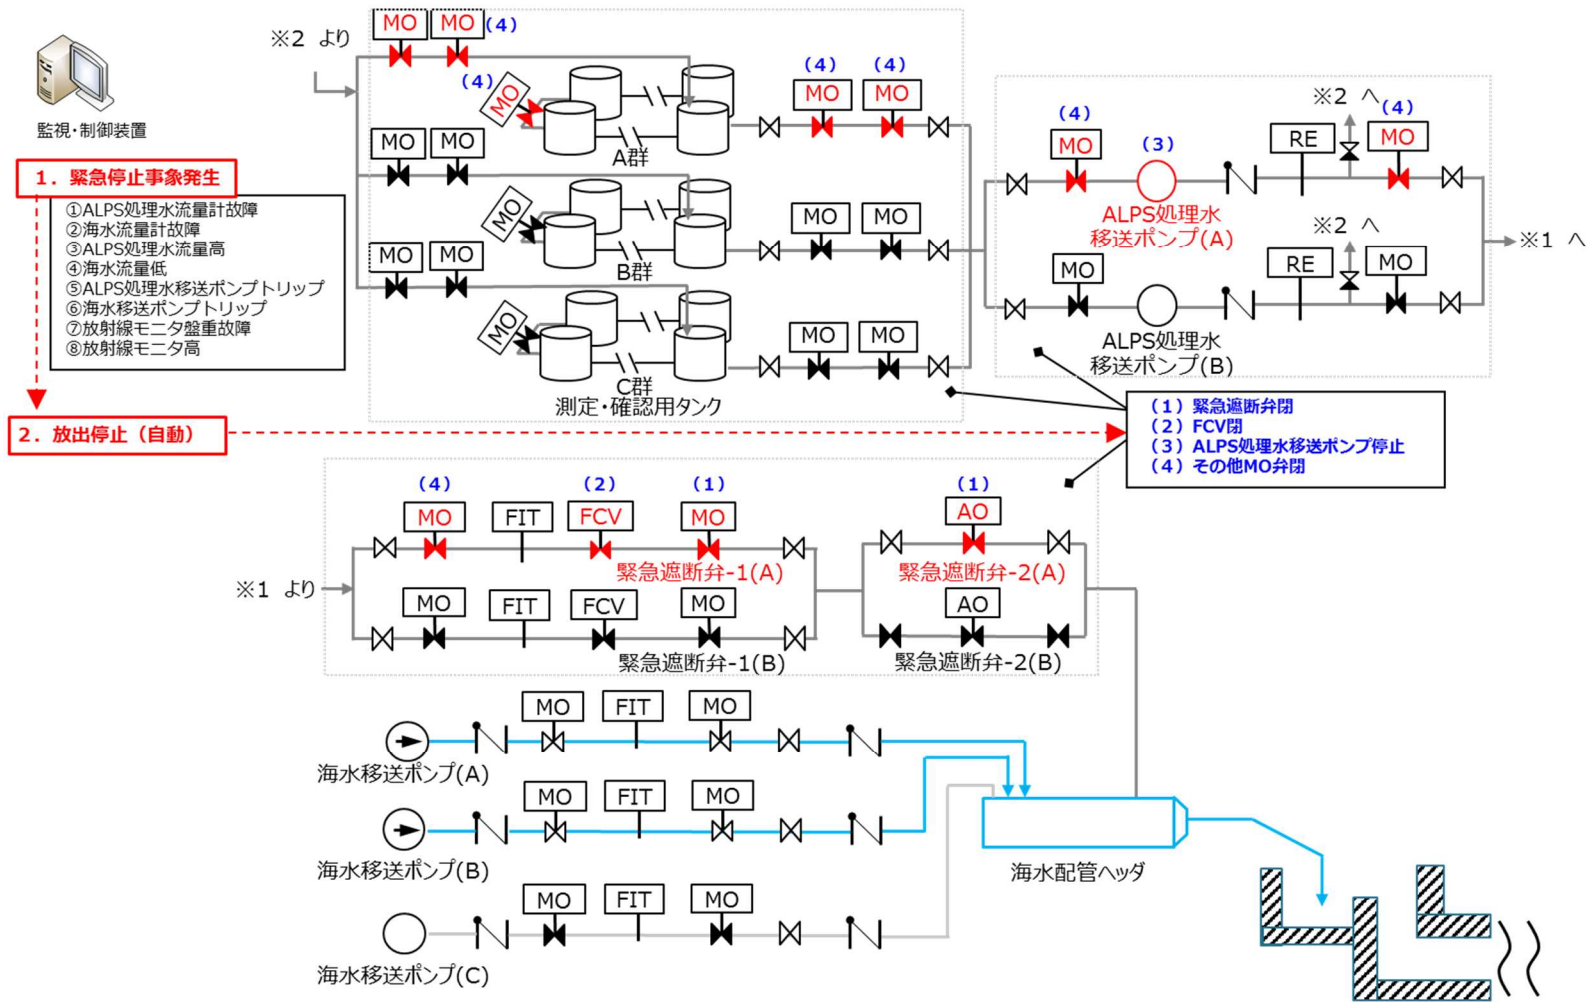 MO MO (4)
※2 より
(4) MO
(4) (4)
MO MO
A群
監視・制御装置
MO MO
1．緊急停止事象発生
①ALPS処理水流量計故障
②海水流量計故障
③ALPS処理水流量高
④海水流量低
⑤ALPS処理水移送ポンプトリップ
⑥海水移送ポンプトリップ
⑦放射線モニタ盤重故障
⑧放射線モニタ高
MO
MO MO
B群
MO MO
MO
MO MO
C群
測定・確認用タンク
※2 へ
(4) (3) (4)
MO RE MO
ALPS処理水
移送ポンプ(A)
※2 へ
※1 へ
MO RE MO
ALPS処理水
移送ポンプ(B)
2．放出停止（自動）
（1）緊急遮断弁閉
（2）FCV閉
（3）ALPS処理水移送ポンプ停止
（4）その他MO弁閉
(4) (2) (1) (1)
MO FIT FCV MO AO
緊急遮断弁-1(A) 緊急遮断弁-2(A)
※1 より
MO FIT FCV MO AO
緊急遮断弁-1(B) 緊急遮断弁-2(B)
MO FIT MO
海水移送ポンプ(A)
MO FIT MO
海水移送ポンプ(B)
海水配管ヘッダ
MO FIT MO
海水移送ポンプ(C)